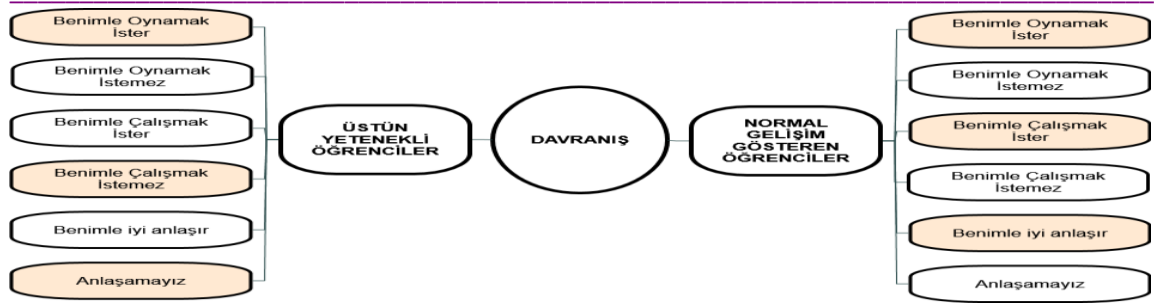 Benimle Oynamak
İster
Benimle Oynamak
İstemez
Benimle Çalışmak
İster
Benimle Çalışmak
İstemez
Benimle iyi anlaşır
Anlaşamayız
ÜSTÜN
YETENEKLİ
ÖĞRENCİLER
DAVRANIŞ
NORMAL
GELİŞİM
GÖSTEREN
ÖĞRENCİLER
Benimle Oynamak
İster
Benimle Oynamak
İstemez
Benimle Çalışmak
İster
Benimle Çalışmak
İstemez
Benimle iyi anlaşır
Anlaşamayız